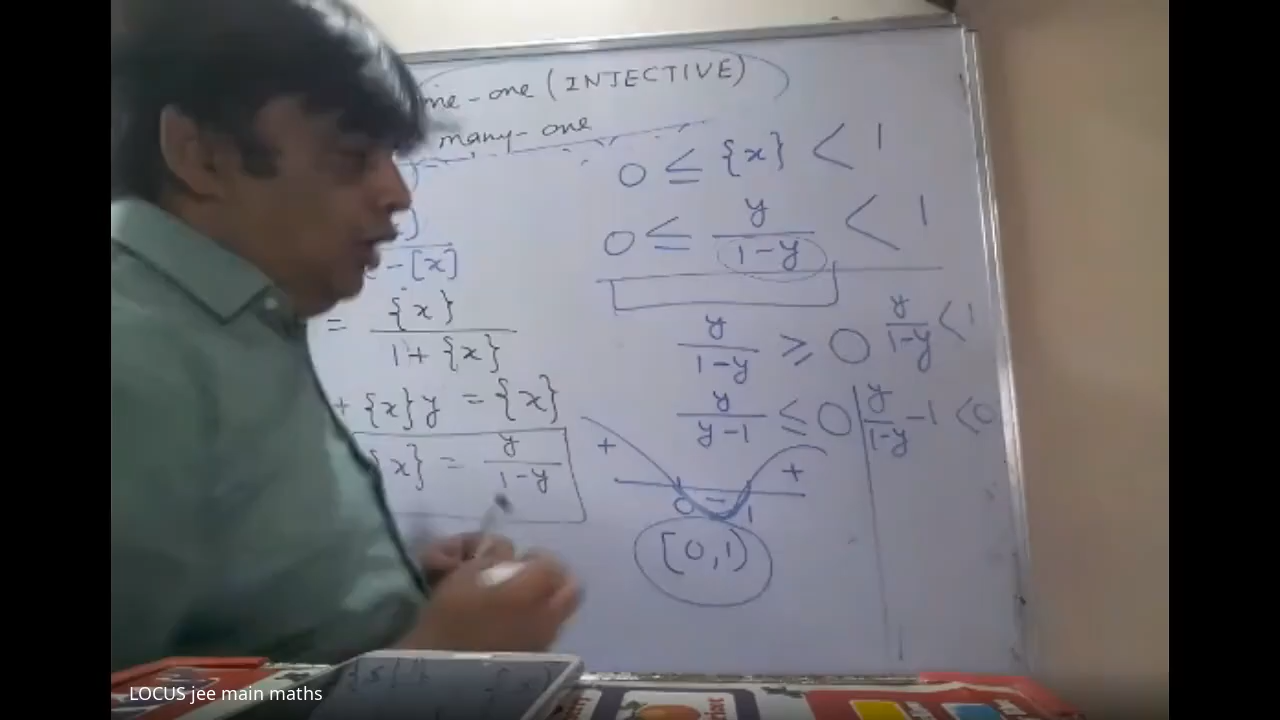 one-one (INJECTIVE)
many-one
-[x]
= {x} / 1+{x}
+ {x}y = {x}
{x} = y / 1-y
0 ≤ {x} < 1
0 ≤ y / 1-y < 1
y / 1-y ≥ 0
y / 1-y < 1
y / y-1 ≤ 0
y / 1-y -1 < 0
+ - +
0 1
[0,1)
LOCUS jee main maths